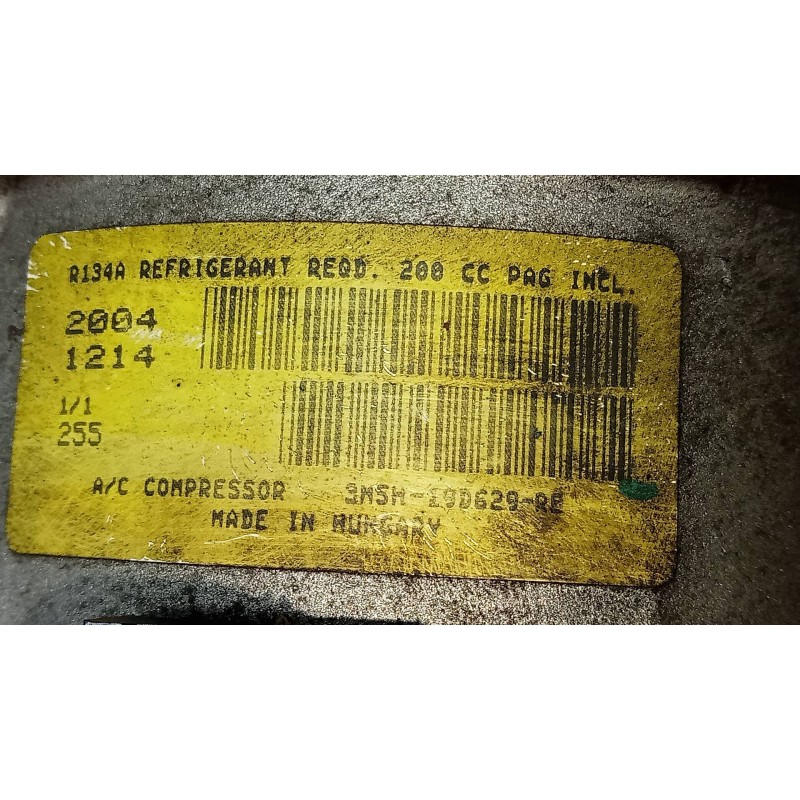 R134A REFRIGERANT REQD. 200 CC PAG INCL.
2004
1214
1/1
255
A/C COMPRESSOR 3M5H-19D629-RE
MADE IN HUNGARY